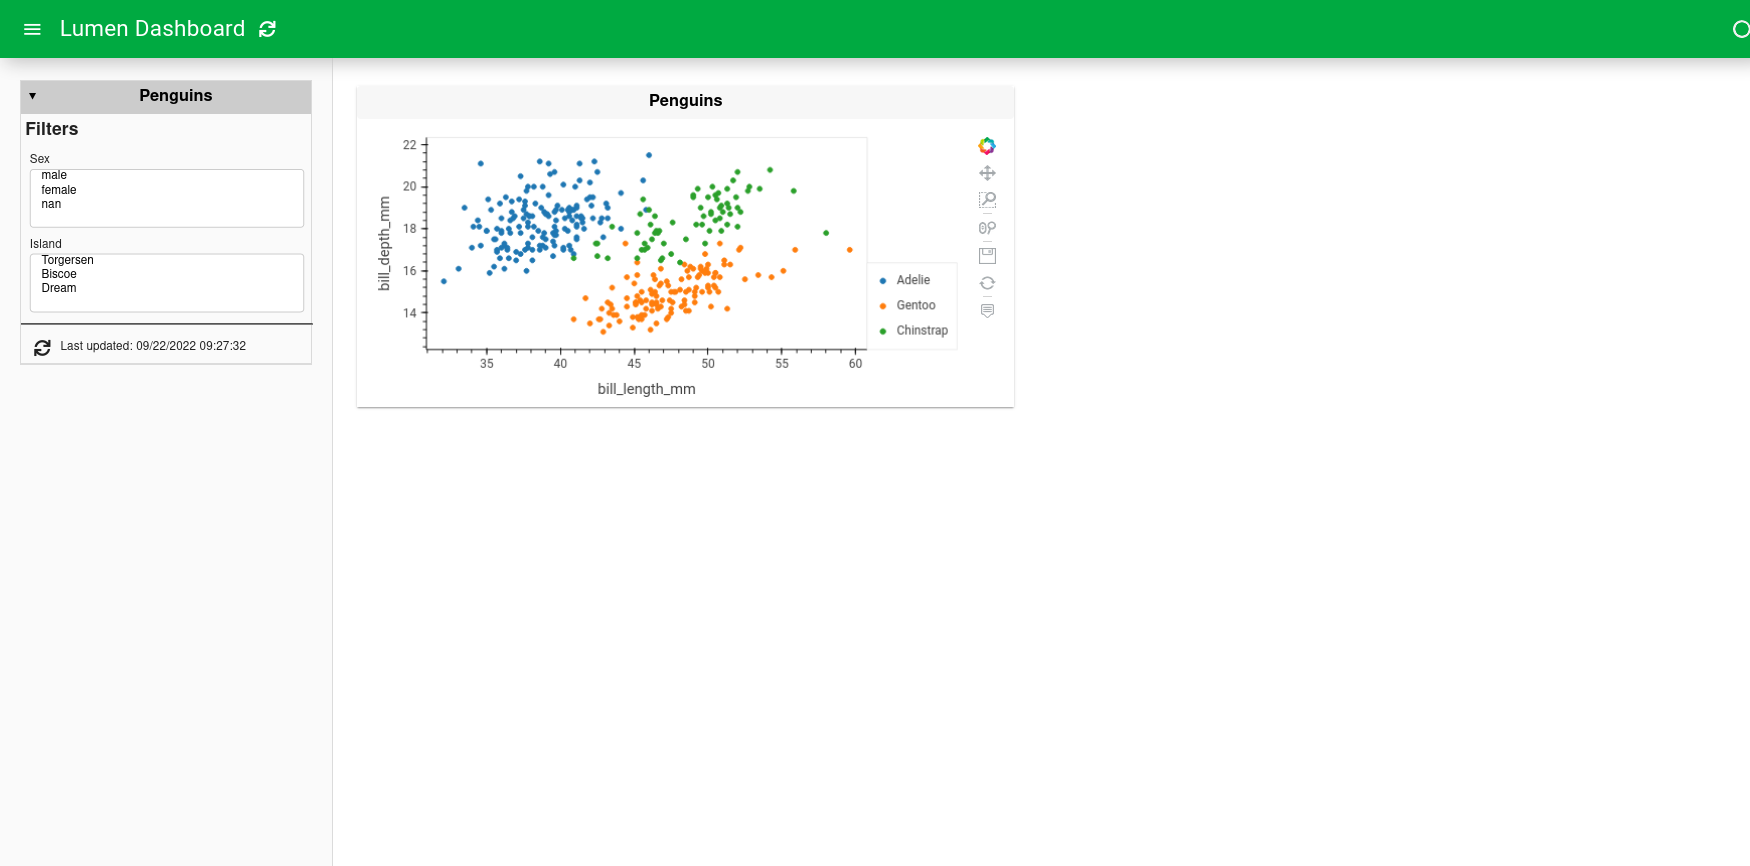 Lumen Dashboard
Penguins
Filters
Sex
male
female
nan
Island
Torgersen
Biscoe
Dream
Last updated: 09/22/2022 09:27:32
Penguins
22
20
18
16
14
bill_depth_mm
35 40 45 50 55 60
bill_length_mm
Adelie
Gentoo
Chinstrap